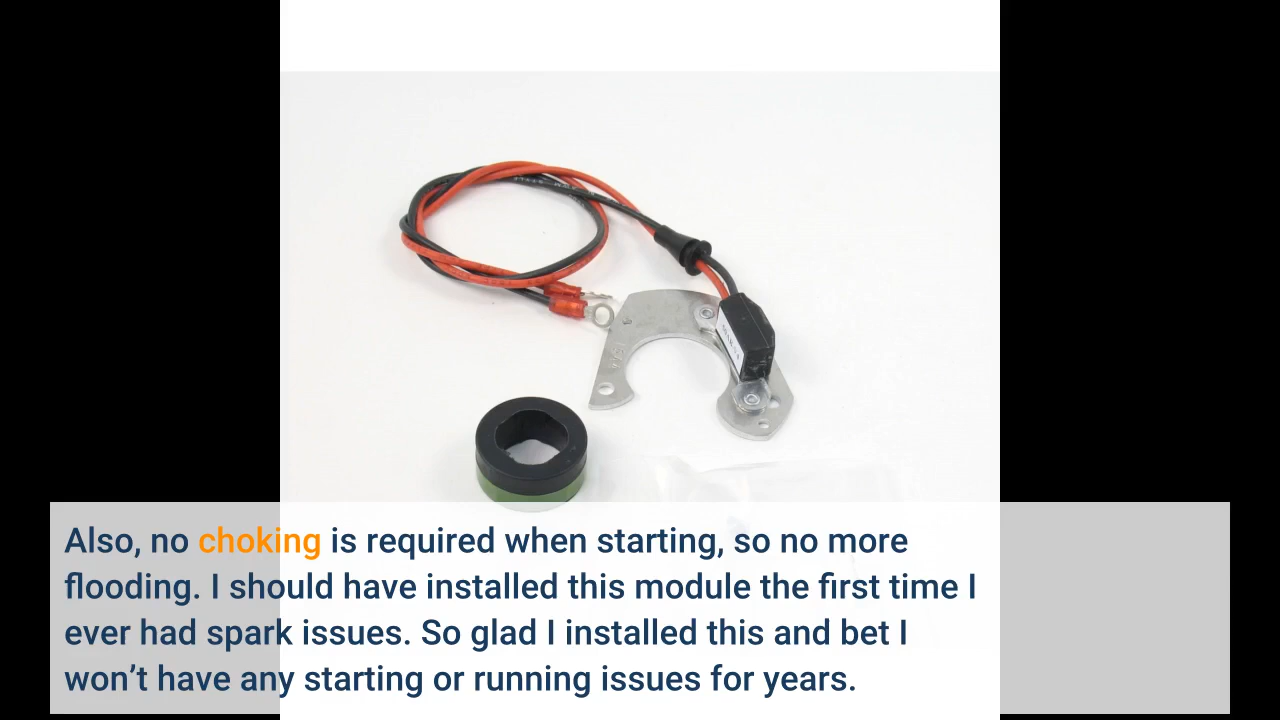 Also, no choking is required when starting, so no more
flooding. I should have installed this module the first time I
ever had spark issues. So glad I installed this and bet I
won’t have any starting or running issues for years.